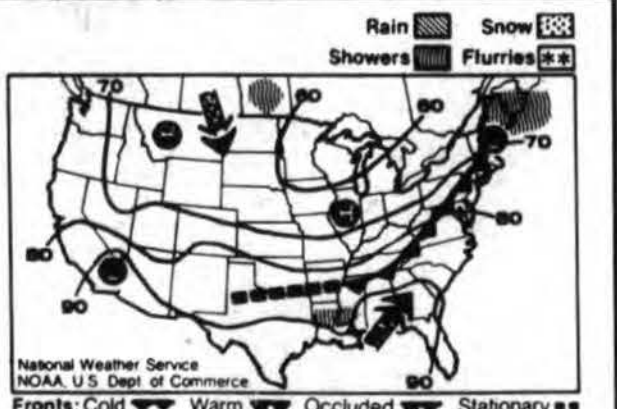 Rain Snow
Showers Flurries
70
60
60
70
80
80
90
National Weather Service
NOAA, U.S. Dept. of Commerce
90
Fronts: Cold Warm Occluded Stationary